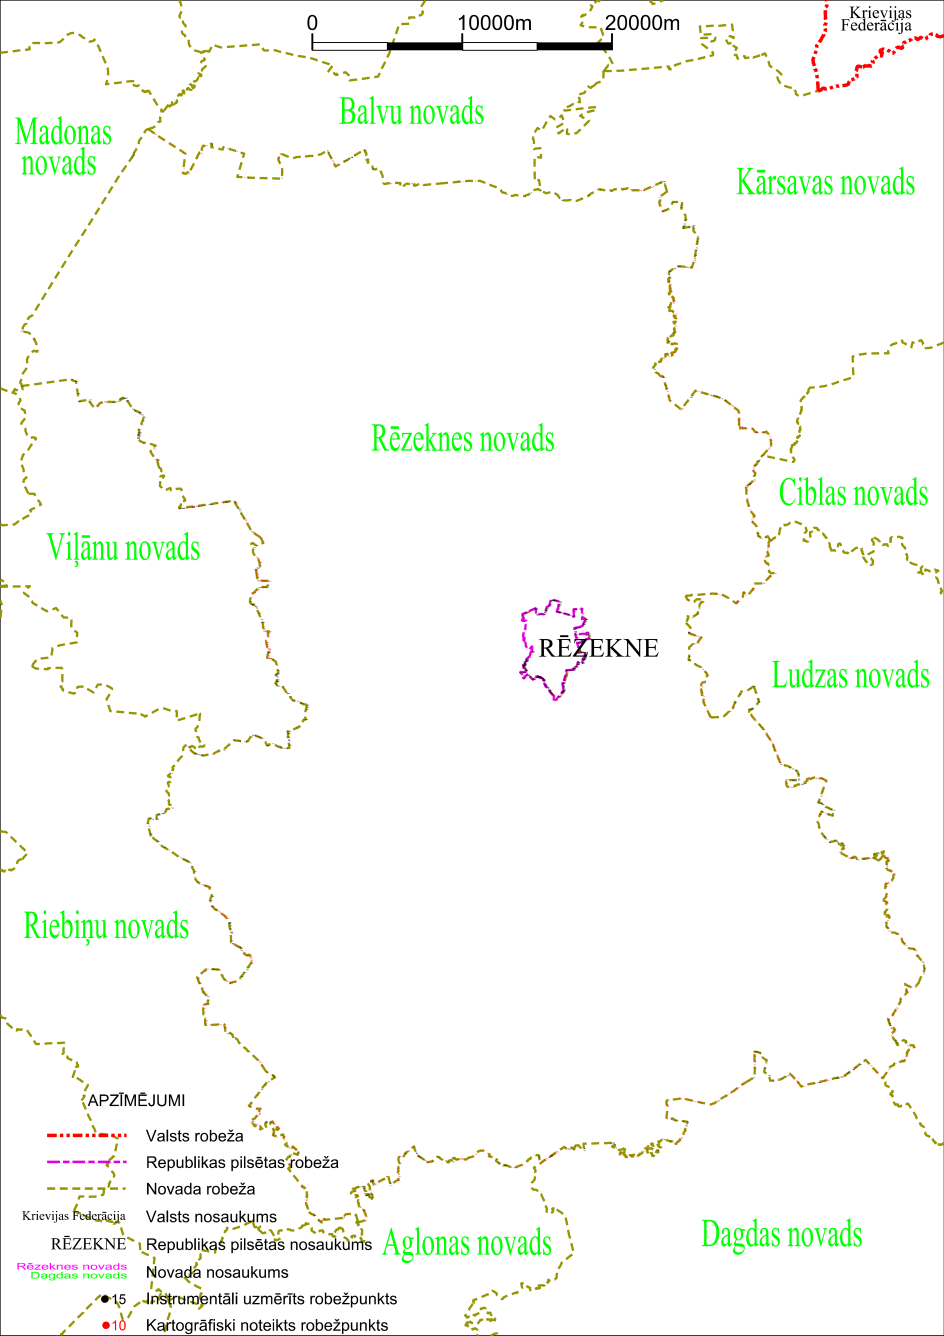 0 10000m 20000m
Krievijas
Federācija
Balvu novads
Madonas
novads
Kārsavas novads
Rēzeknes novads
Ciblas novads
Viļānu novads
RĒZEKNE
Ludzas novads
Riebiņu novads
Aglonas novads
Dagdas novads
APZĪMĒJUMI
Valsts robeža
Republikas pilsētas robeža
Novada robeža
Krievijas Federācija Valsts nosaukums
RĒZEKNE Republikas pilsētas nosaukums
Rēzeknes novads
Dagdas novads
Novada nosaukums
15 Instrumentāli uzmērīts robežpunkts
10 Kartogrāfiski noteikts robežpunkts